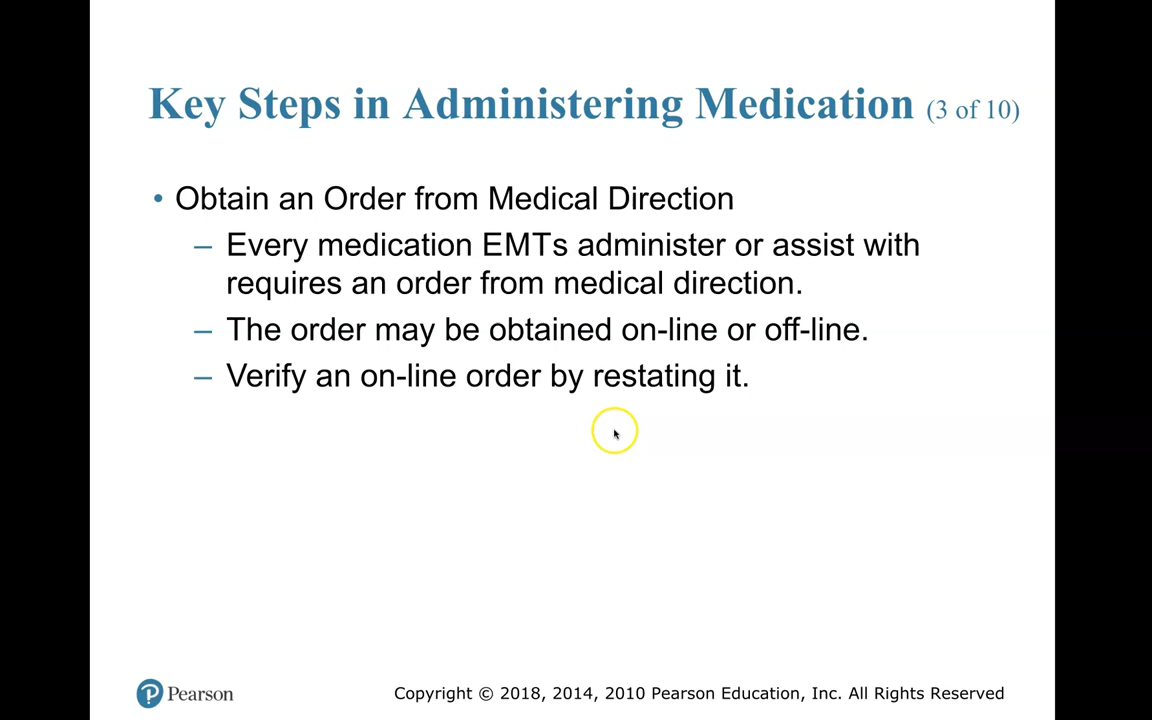 Key Steps in Administering Medication (3 of 10)
• Obtain an Order from Medical Direction
– Every medication EMTs administer or assist with
requires an order from medical direction.
– The order may be obtained on-line or off-line.
– Verify an on-line order by restating it.
Pearson
Copyright © 2018, 2014, 2010 Pearson Education, Inc. All Rights Reserved